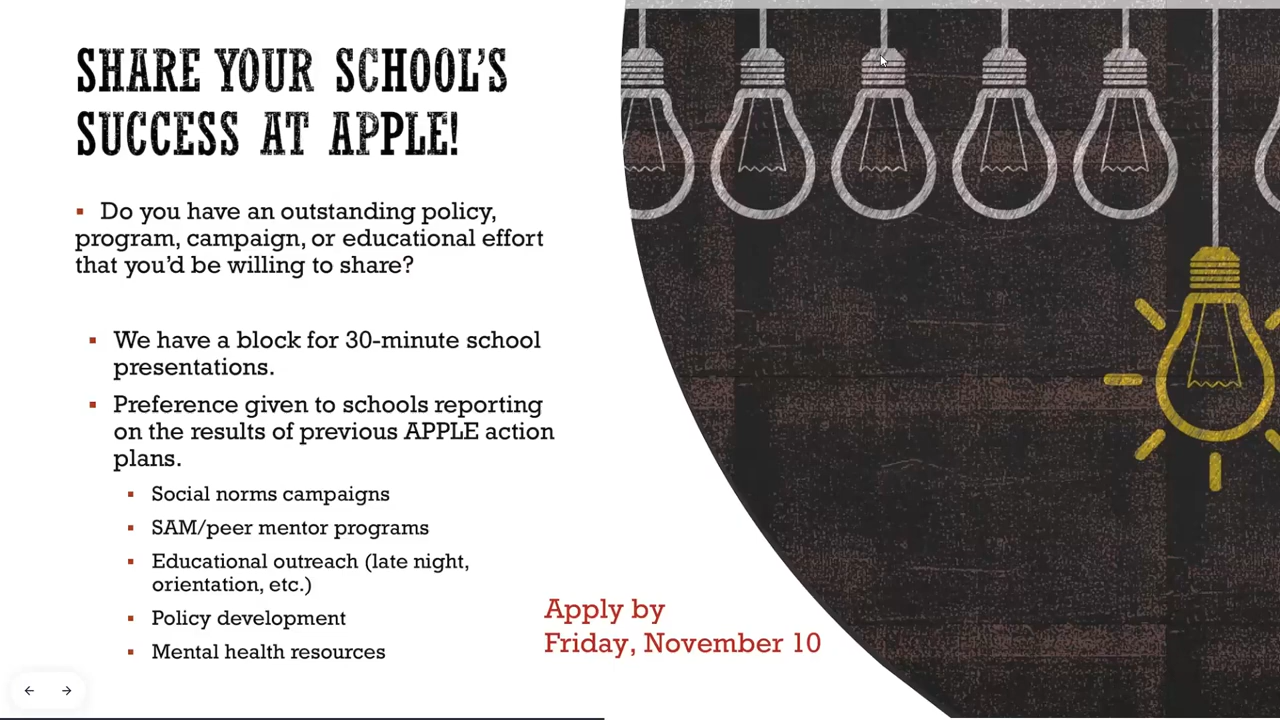 SHARE YOUR SCHOOL'S
SUCCESS AT APPLE!
▪ Do you have an outstanding policy,
program, campaign, or educational effort
that you'd be willing to share?
▪ We have a block for 30-minute school
presentations.
▪ Preference given to schools reporting
on the results of previous APPLE action
plans.
▪ Social norms campaigns
▪ SAM/peer mentor programs
▪ Educational outreach (late night,
orientation, etc.)
▪ Policy development
▪ Mental health resources
Apply by
Friday, November 10